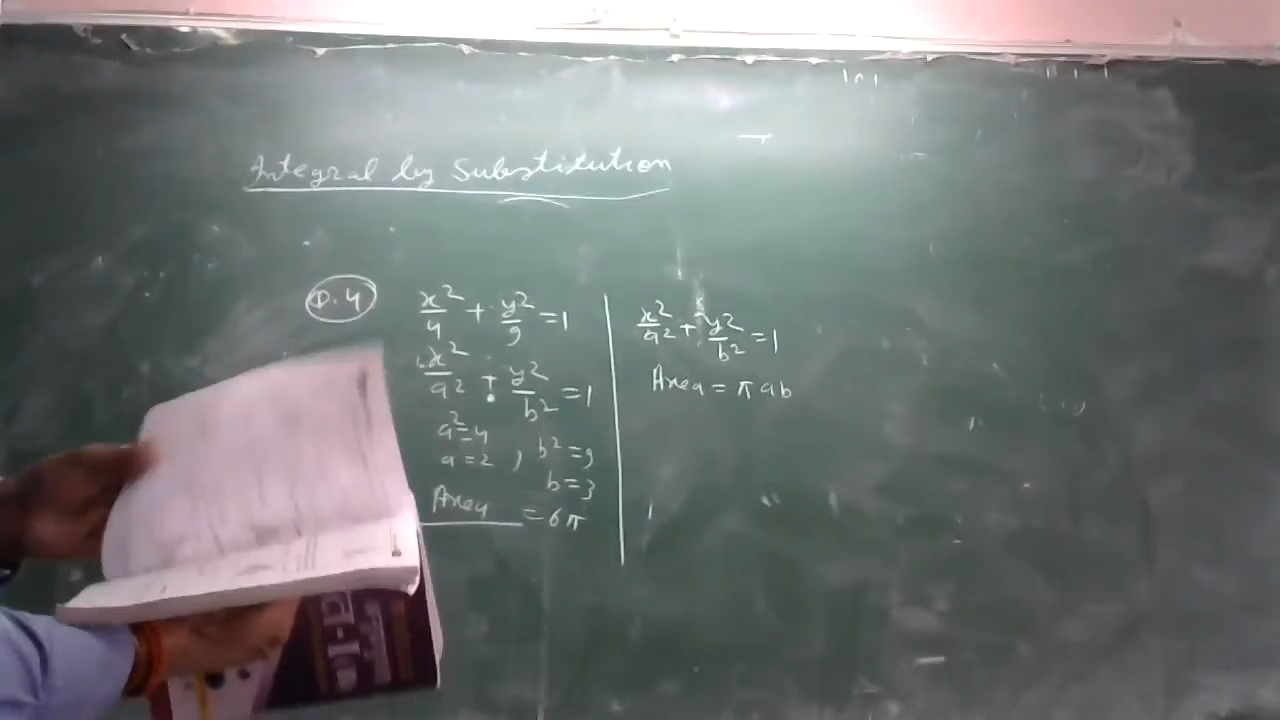 Integral by Substitution
Q.4
x²/4 + y²/9 = 1
x²/a² + y²/b² = 1
a² = 4
a = 2 , b² = 9
b = 3
Area = 6π
x²/a² + y²/b² = 1
Area = πab